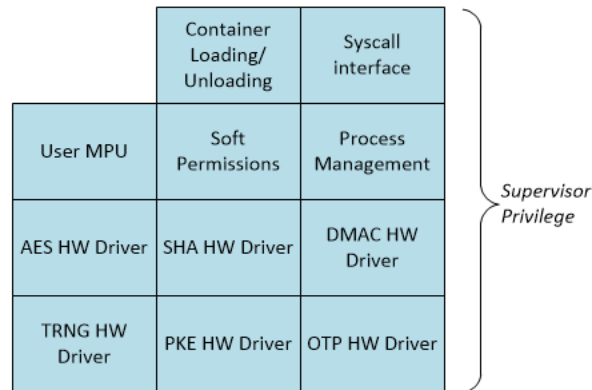 Container
Loading/
Unloading
Syscall
interface
User MPU
Soft
Permissions
Process
Management
Supervisor
Privilege
AES HW Driver
SHA HW Driver
DMAC HW
Driver
TRNG HW
Driver
PKE HW Driver
OTP HW Driver